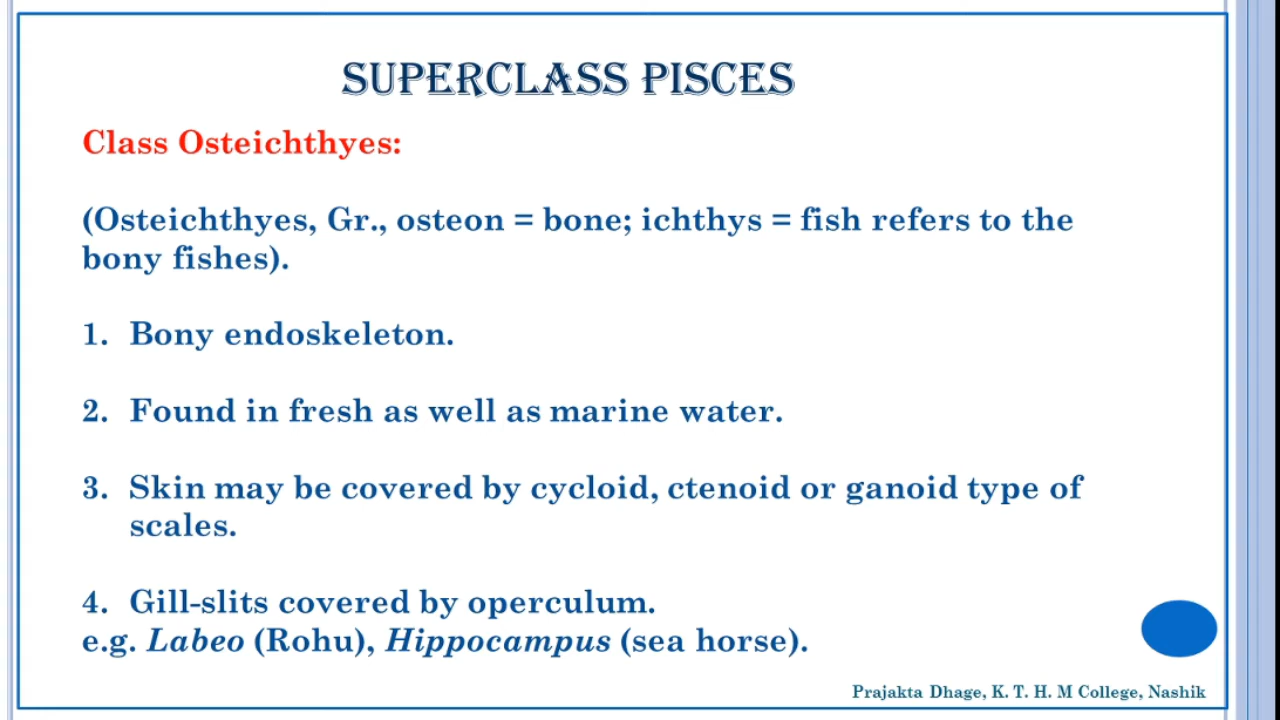 SUPERCLASS PISCES
Class Osteichthyes:
(Osteichthyes, Gr., osteon = bone; ichthys = fish refers to the
bony fishes).
1. Bony endoskeleton.
2. Found in fresh as well as marine water.
3. Skin may be covered by cycloid, ctenoid or ganoid type of
scales.
4. Gill-slits covered by operculum.
e.g. Labeo (Rohu), Hippocampus (sea horse).
Prajakta Dhage, K. T. H. M College, Nashik